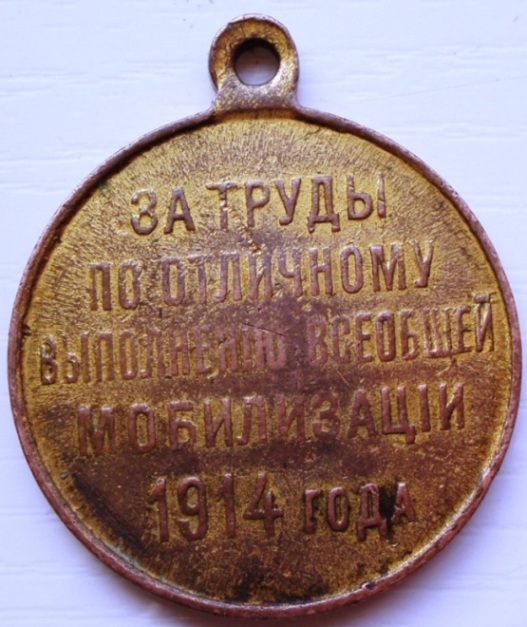 ЗА ТРУДЫ
ПО ОТЛИЧНОМУ
ВЫПОЛНЕНІЮ ВСЕОБЩЕЙ
МОБИЛИЗАЦІИ
1914 ГОДА